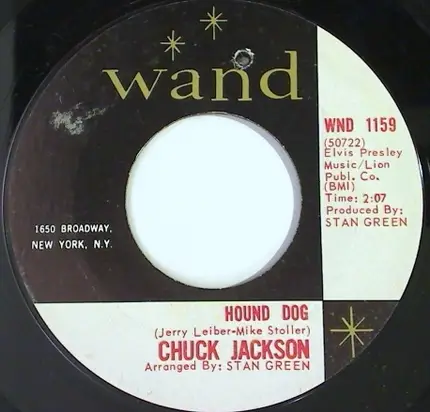 wand
WND 1159
(50722)
Elvis Presley
Music/Lion
Publ. Co.
(BMI)
Time: 2:07
Produced By:
STAN GREEN
1650 BROADWAY,
NEW YORK, N.Y.
HOUND DOG
(Jerry Leiber-Mike Stoller)
CHUCK JACKSON
Arranged By: STAN GREEN